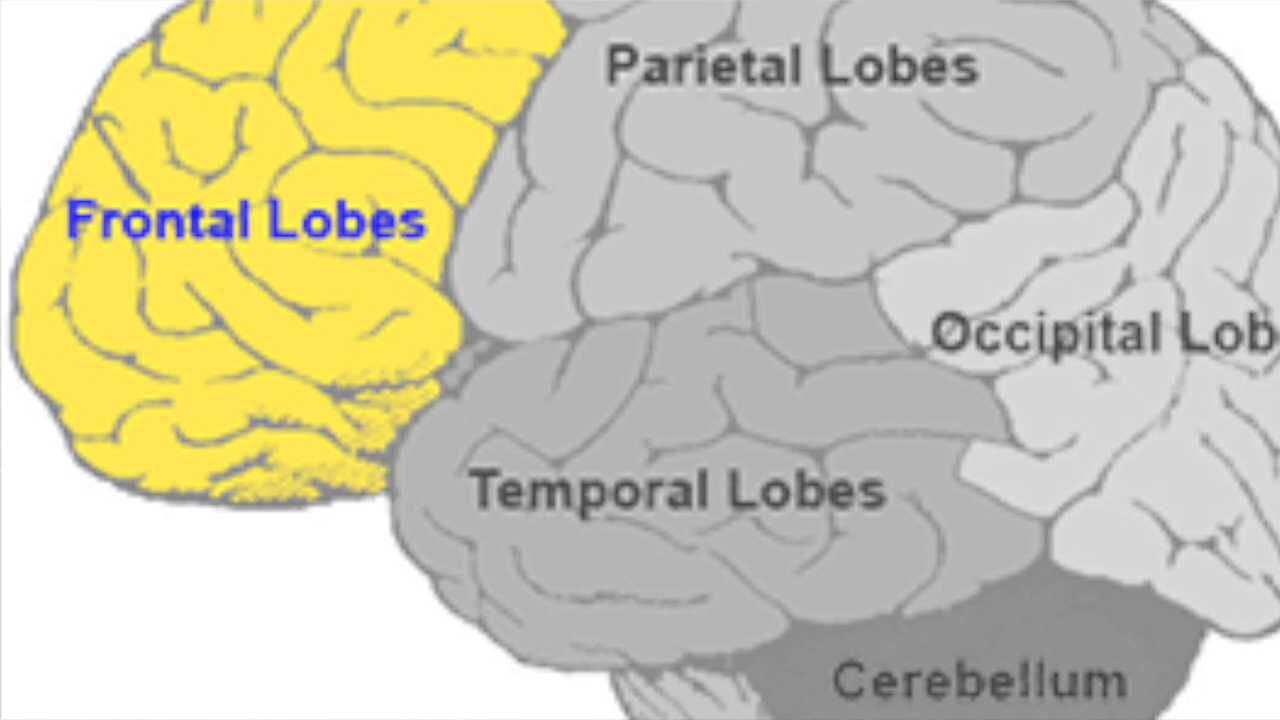 Parietal Lobes
Frontal Lobes
Occipital Lob
Temporal Lobes
Cerebellum